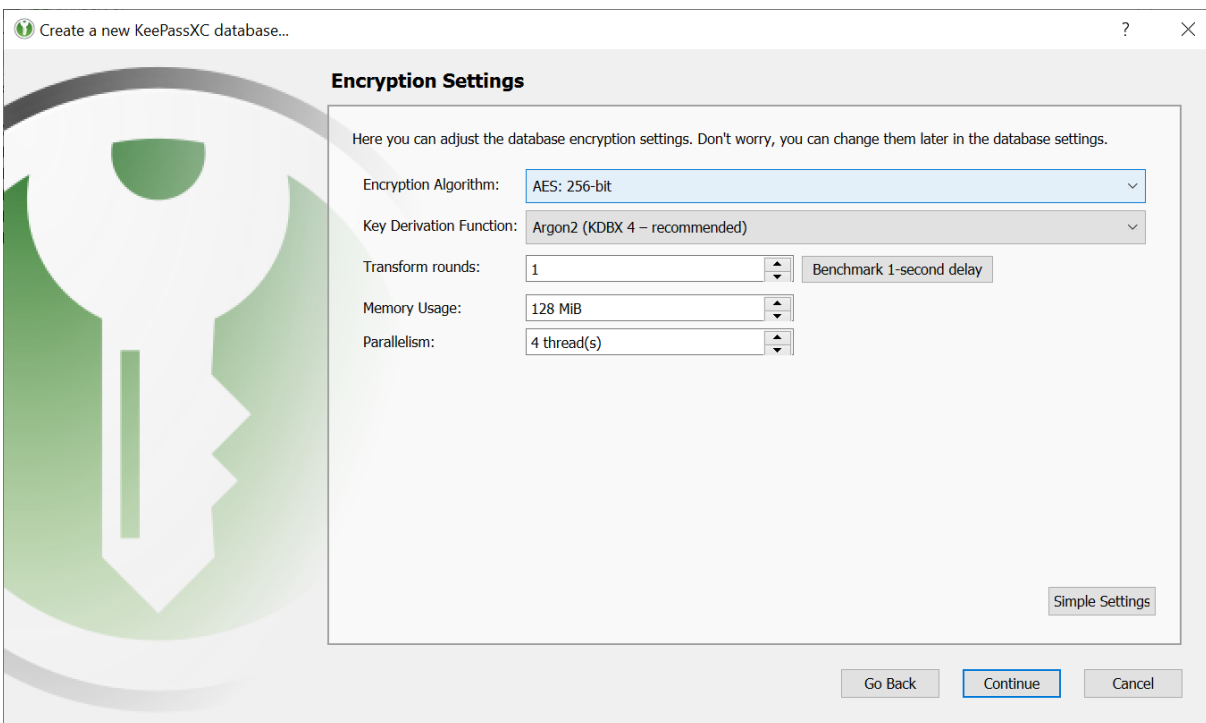 Create a new KeePassXC database...
?
Encryption Settings
Here you can adjust the database encryption settings. Don't worry, you can change them later in the database settings.
Encryption Algorithm: AES: 256-bit
Key Derivation Function: Argon2 (KDBX 4 – recommended)
Transform rounds: 1 Benchmark 1-second delay
Memory Usage: 128 MiB
Parallelism: 4 thread(s)
Simple Settings
Go Back Continue Cancel